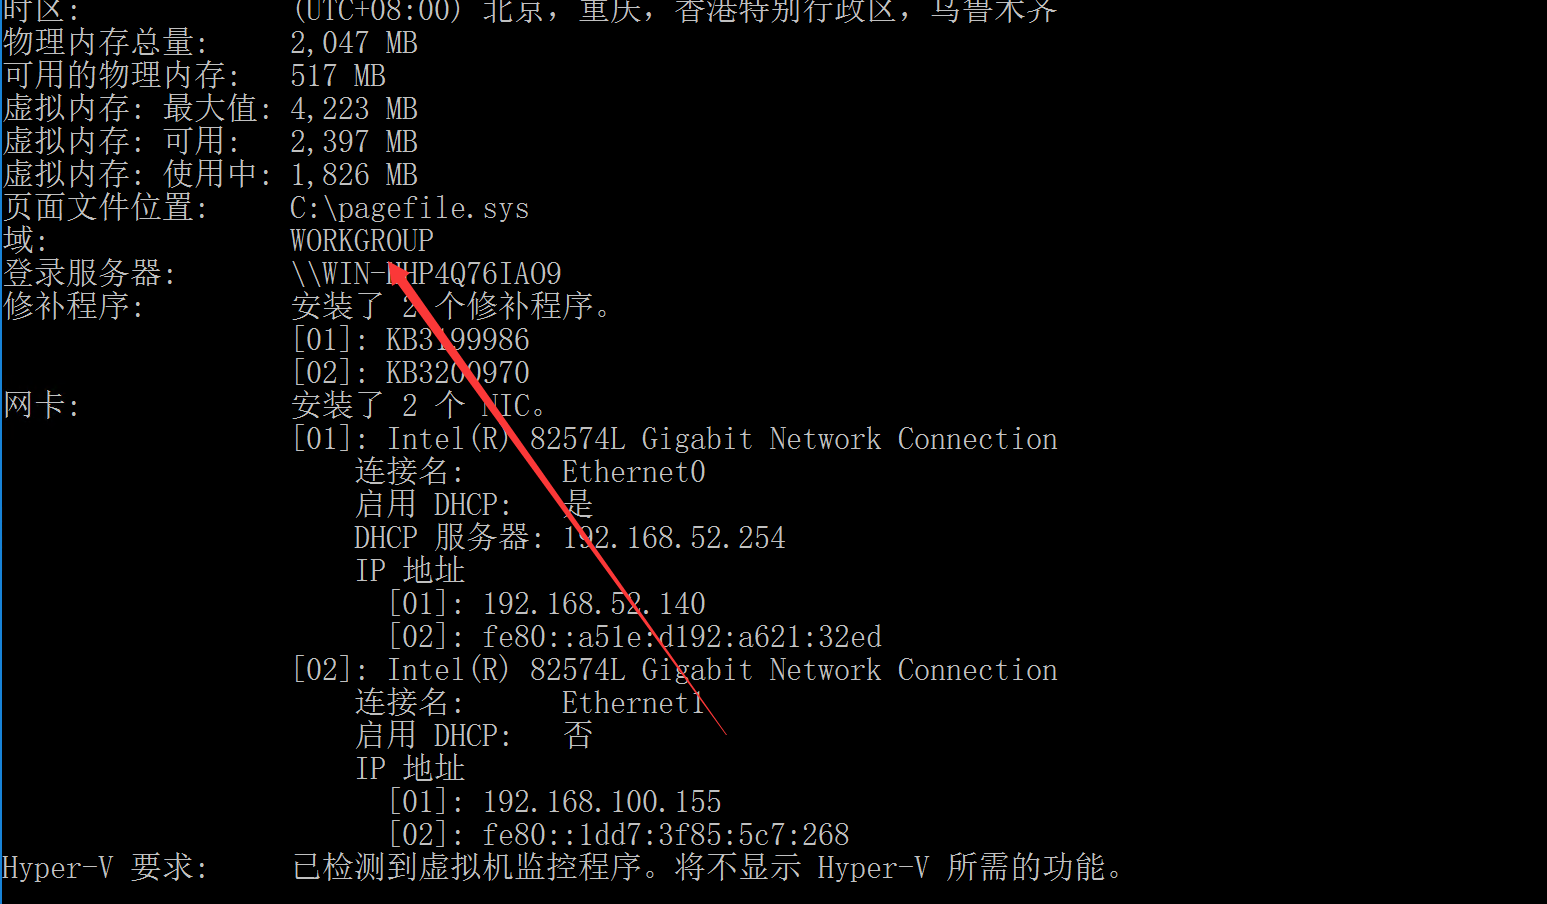 时区: (UTC+08:00) 北京，重庆，香港特别行政区，乌鲁木齐
物理内存总量: 2,047 MB
可用的物理内存: 517 MB
虚拟内存: 最大值: 4,223 MB
虚拟内存: 可用: 2,397 MB
虚拟内存: 使用中: 1,826 MB
页面文件位置: C:\pagefile.sys
域: WORKGROUP
登录服务器: \\WIN-NHP4Q76IAO9
修补程序: 安装了 2 个修补程序。
[01]: KB3199986
[02]: KB3200970
网卡: 安装了 2 个 NIC。
[01]: Intel(R) 82574L Gigabit Network Connection
连接名: Ethernet0
启用 DHCP: 是
DHCP 服务器: 192.168.52.254
IP 地址
[01]: 192.168.52.140
[02]: fe80::a51e:d192:a621:32ed
[02]: Intel(R) 82574L Gigabit Network Connection
连接名: Ethernet1
启用 DHCP: 否
IP 地址
[01]: 192.168.100.155
[02]: fe80::1dd7:3f85:5c7:268
Hyper-V 要求: 已检测到虚拟机监控程序。将不显示 Hyper-V 所需的功能。